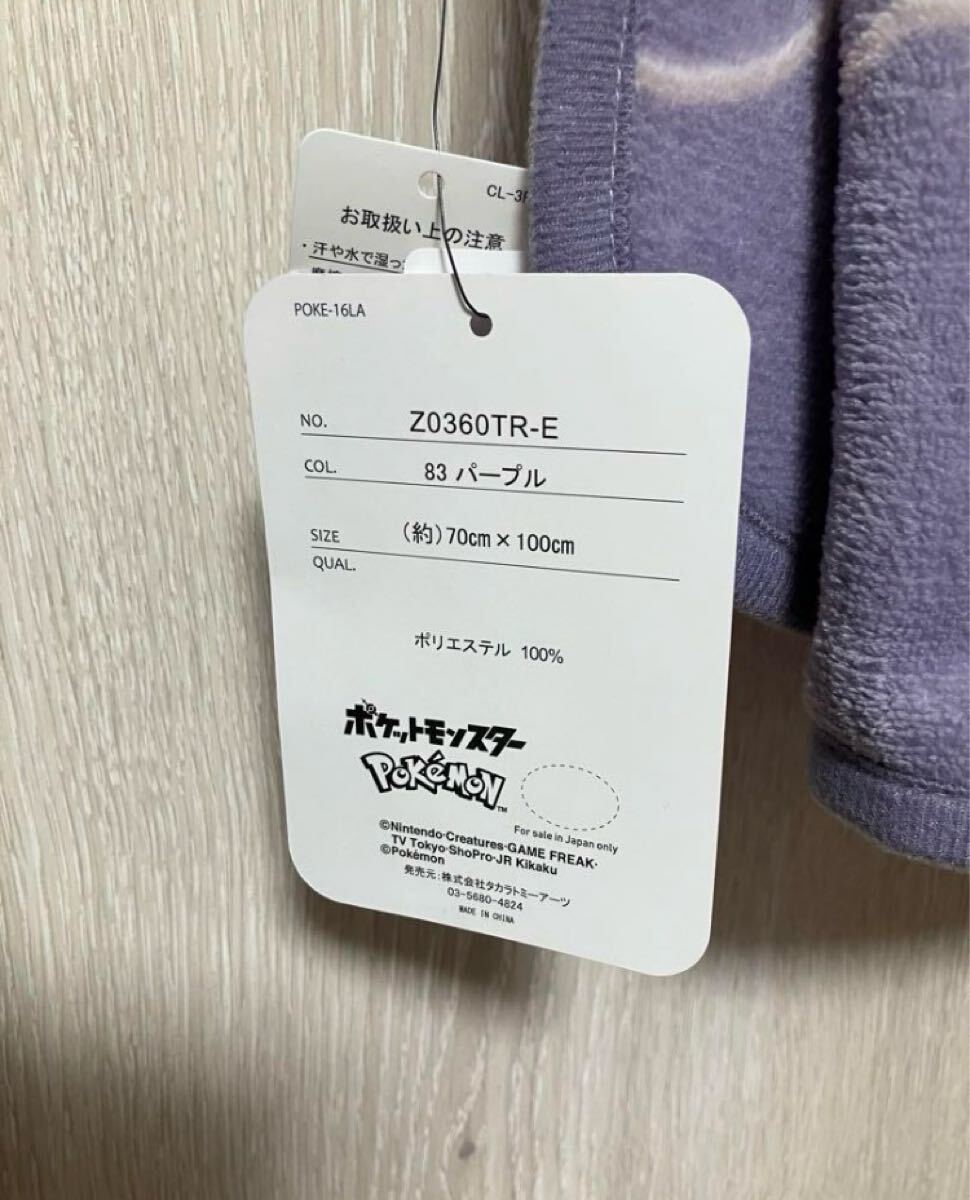 CL-3
お取扱い上の注意
・汗や水で湿っ
POKE-16LA
NO. Z0360TR-E
COL. 83 パープル
SIZE (約)70cm×100cm
QUAL.
ポリエステル 100%
ポケットモンスター
POKéMON™
For sale in Japan only
©Nintendo·Creatures·GAME FREAK·
TV Tokyo·ShoPro·JR Kikaku
©Pokémon
発売元:株式会社タカラトミーアーツ
03-5680-4824
MADE IN CHINA